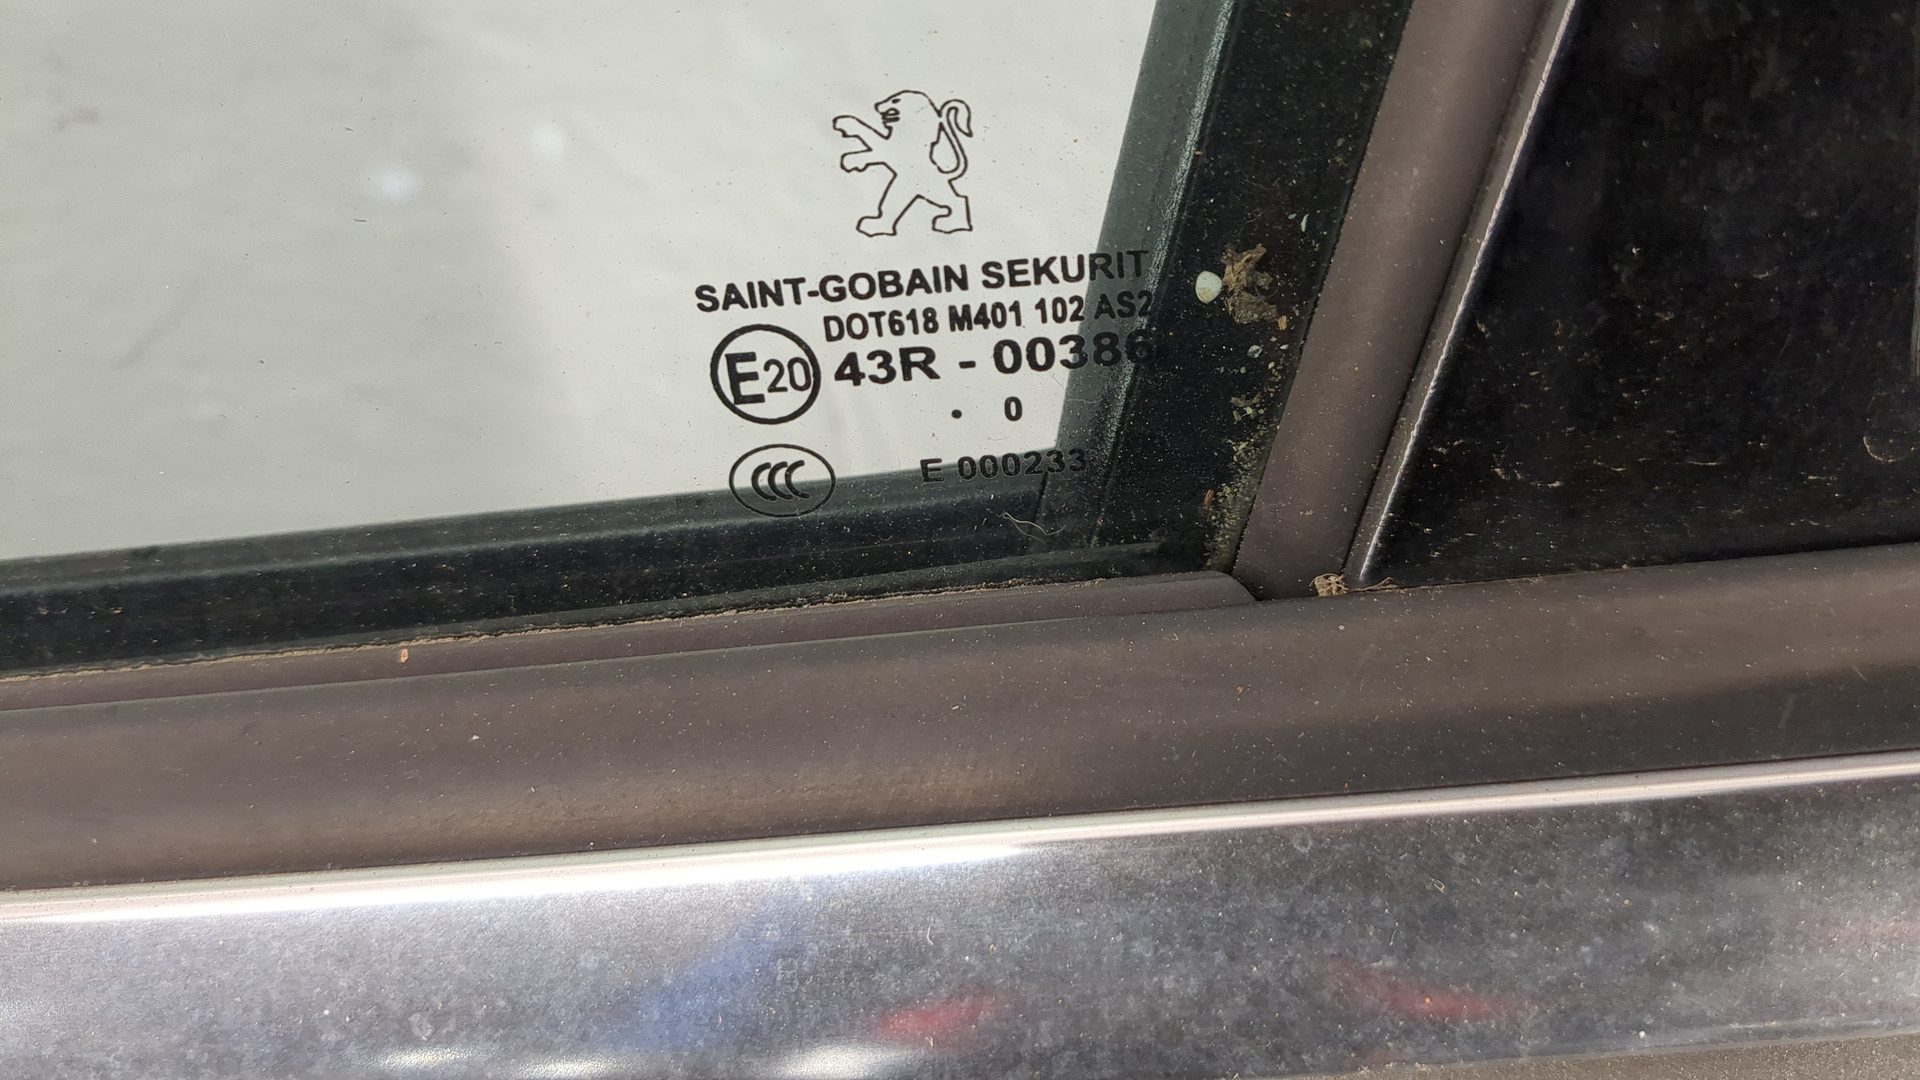 SAINT-GOBAIN SEKURIT
DOT618 M401 102 AS2
E20 43R - 00386
. 0
CCC E 000233